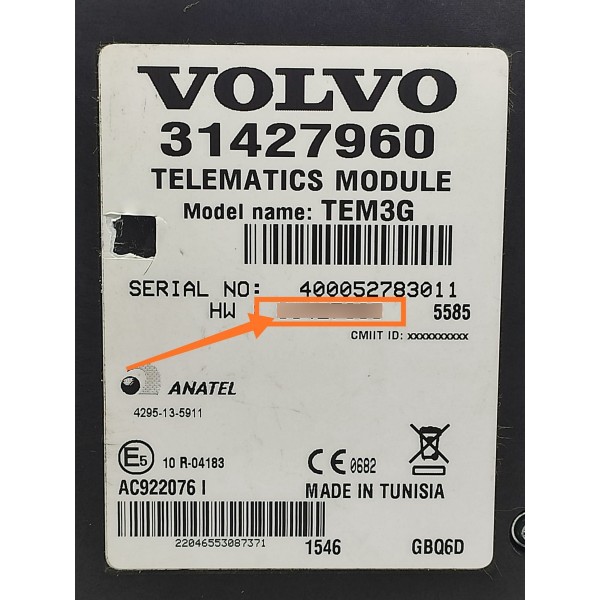 VOLVO
31427960
TELEMATICS MODULE
Model name: TEM3G
SERIAL NO: 400052783011
HW 5585
CMIIT ID: xxxxxxxxxx
ANATEL
4295-13-5911
E5 10 R-04183
CE 0682
AC922076 I
MADE IN TUNISIA
22046553087371
1546
GBQ6D